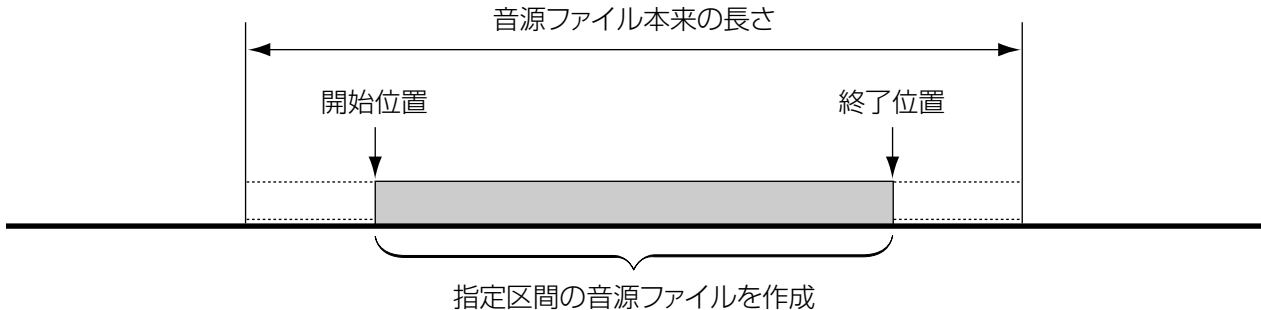 音源ファイル本来の長さ
開始位置
終了位置
指定区間の音源ファイルを作成